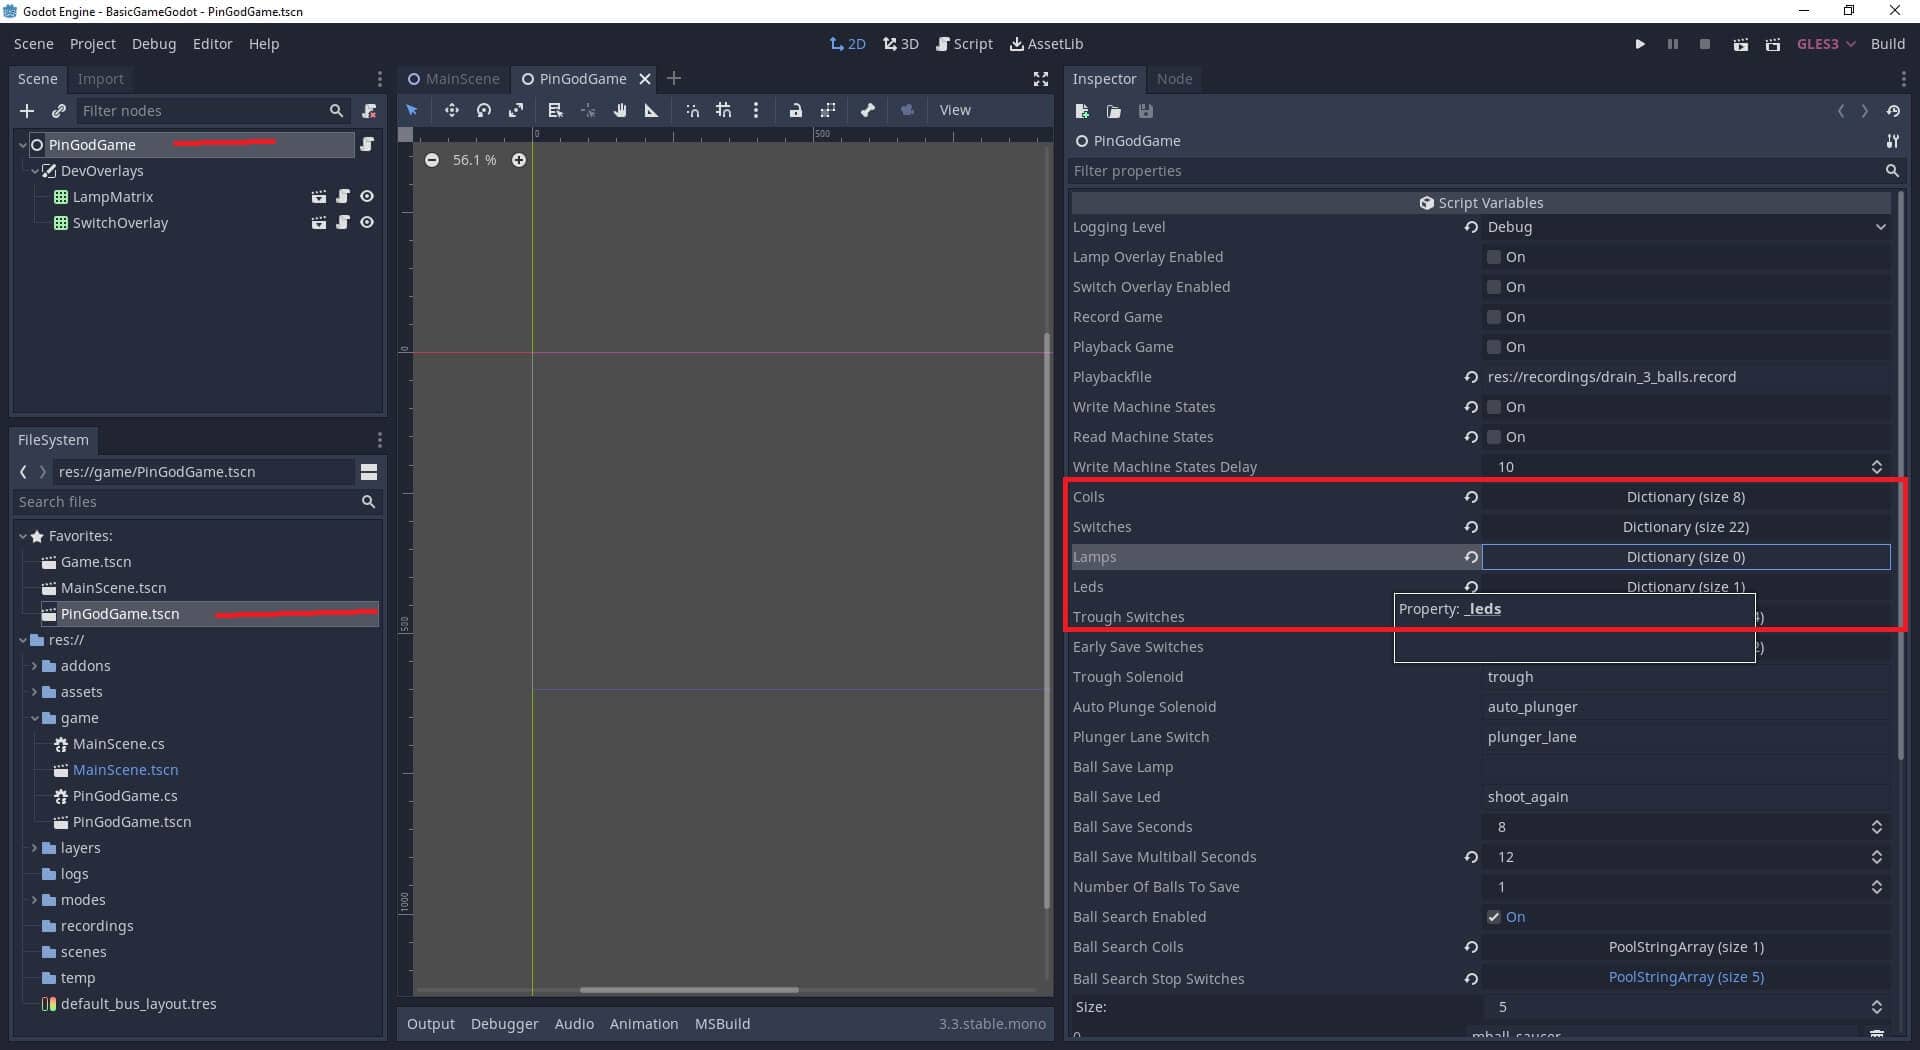 Godot Engine - BasicGameGodot - PinGodGame.tscn
Scene Project Debug Editor Help
2D 3D Script AssetLib
GLES3 Build
Scene Import
Filter nodes
PinGodGame
DevOverlays
LampMatrix
SwitchOverlay
FileSystem
res://game/PinGodGame.tscn
Search files
Favorites:
Game.tscn
MainScene.tscn
PinGodGame.tscn
res://
addons
assets
game
MainScene.cs
MainScene.tscn
PinGodGame.cs
PinGodGame.tscn
layers
logs
modes
recordings
scenes
temp
default_bus_layout.tres
MainScene PinGodGame
View
0 500
56.1 %
0
500
1000
Output Debugger Audio Animation MSBuild 3.3.stable.mono
Inspector Node
PinGodGame
Filter properties
Script Variables
Logging Level Debug
Lamp Overlay Enabled On
Switch Overlay Enabled On
Record Game On
Playback Game On
Playbackfile res://recordings/drain_3_balls.record
Write Machine States On
Read Machine States On
Write Machine States Delay 10
Coils Dictionary (size 8)
Switches Dictionary (size 22)
Lamps Dictionary (size 0)
Leds Dictionary (size 1)
Property: _leds
Trough Switches
Early Save Switches
Trough Solenoid trough
Auto Plunge Solenoid auto_plunger
Plunger Lane Switch plunger_lane
Ball Save Lamp
Ball Save Led shoot_again
Ball Save Seconds 8
Ball Save Multiball Seconds 12
Number Of Balls To Save 1
Ball Search Enabled On
Ball Search Coils PoolStringArray (size 1)
Ball Search Stop Switches PoolStringArray (size 5)
Size: 5
0 mball_saucer